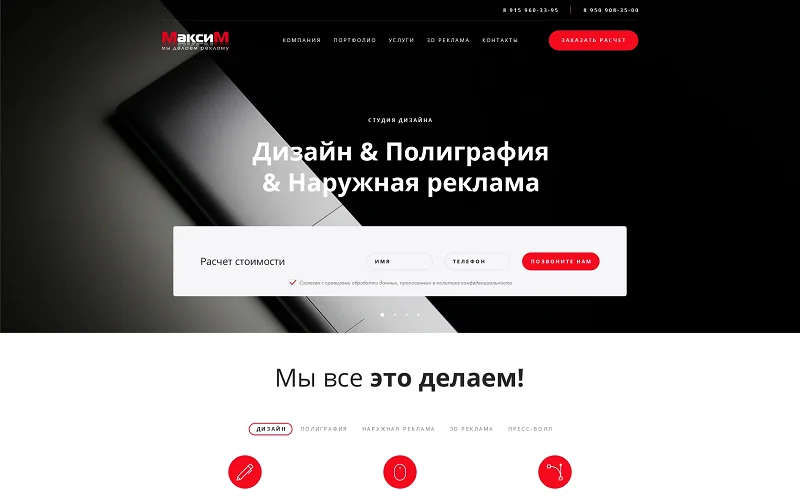 8 915 960-33-95
8 950 908-35-00
МаксиМ
мы делаем рекламу
КОМПАНИЯ ПОРТФОЛИО УСЛУГИ 3D РЕКЛАМА КОНТАКТЫ
ЗАКАЗАТЬ РАСЧЕТ
СТУДИЯ ДИЗАЙНА
Дизайн & Полиграфия
& Наружная реклама
Расчет стоимости
ИМЯ
ТЕЛЕФОН
ПОЗВОНИТЕ НАМ
Согласен с правилами обработки данных, прописанных в политике конфеденциальность
Мы все это делаем!
ДИЗАЙН ПОЛИГРАФИЯ НАРУЖНАЯ РЕКЛАМА 3D РЕКЛАМА ПРЕСС-ВОЛЛ